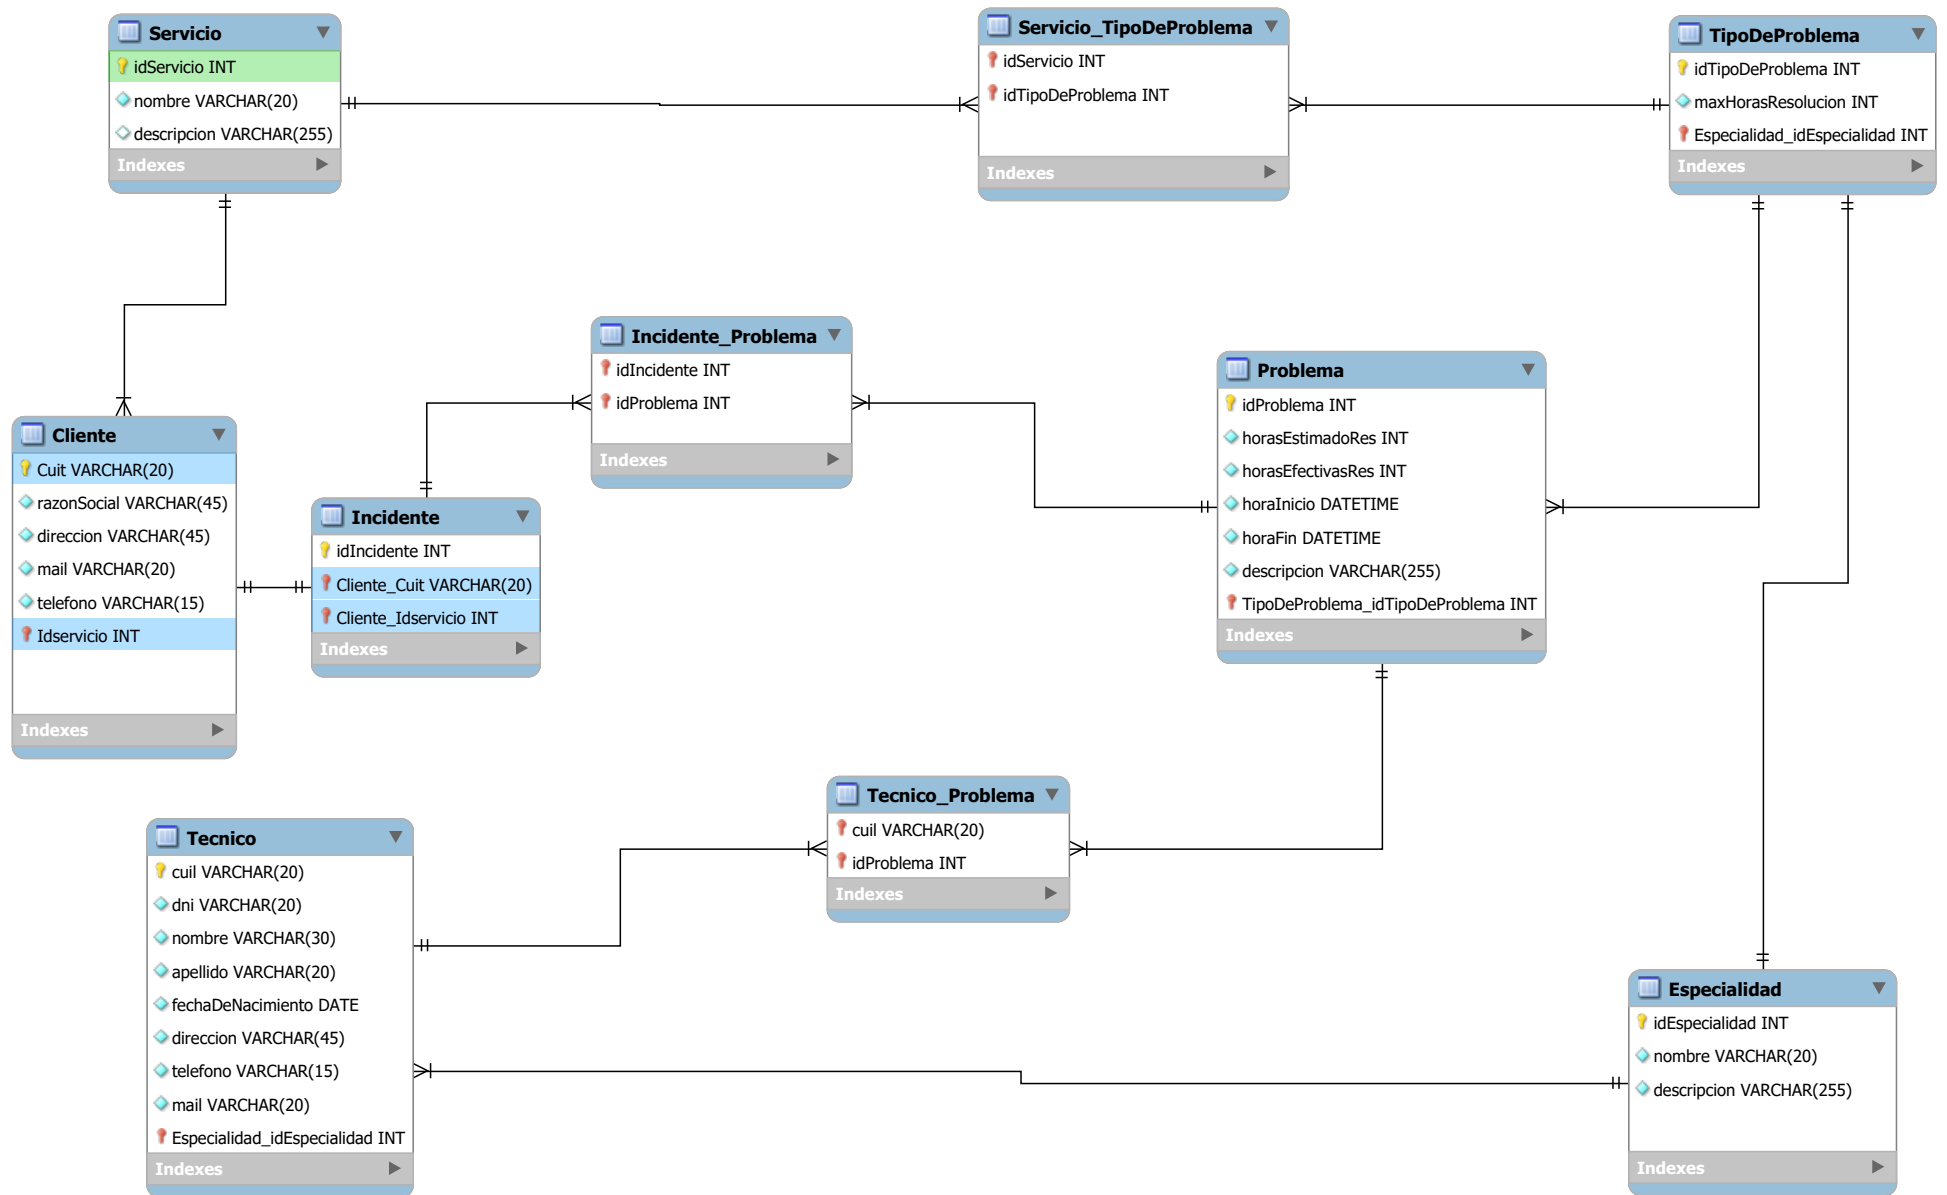 Servicio
idServicio INT
nombre VARCHAR(20)
descripcion VARCHAR(255)
Indexes
Servicio_TipoDeProblema
idServicio INT
idTipoDeProblema INT
Indexes
TipoDeProblema
idTipoDeProblema INT
maxHorasResolucion INT
Especialidad_idEspecialidad INT
Indexes
Incidente_Problema
idIncidente INT
idProblema INT
Indexes
Problema
idProblema INT
horasEstimadoRes INT
horasEfectivasRes INT
horaInicio DATETIME
horaFin DATETIME
descripcion VARCHAR(255)
TipoDeProblema_idTipoDeProblema INT
Indexes
Cliente
Cuit VARCHAR(20)
razonSocial VARCHAR(45)
direccion VARCHAR(45)
mail VARCHAR(20)
telefono VARCHAR(15)
Idservicio INT
Indexes
Incidente
idIncidente INT
Cliente_Cuit VARCHAR(20)
Cliente_Idservicio INT
Indexes
Tecnico_Problema
cuil VARCHAR(20)
idProblema INT
Indexes
Tecnico
cuil VARCHAR(20)
dni VARCHAR(20)
nombre VARCHAR(30)
apellido VARCHAR(20)
fechaDeNacimiento DATE
direccion VARCHAR(45)
telefono VARCHAR(15)
mail VARCHAR(20)
Especialidad_idEspecialidad INT
Indexes
Especialidad
idEspecialidad INT
nombre VARCHAR(20)
descripcion VARCHAR(255)
Indexes